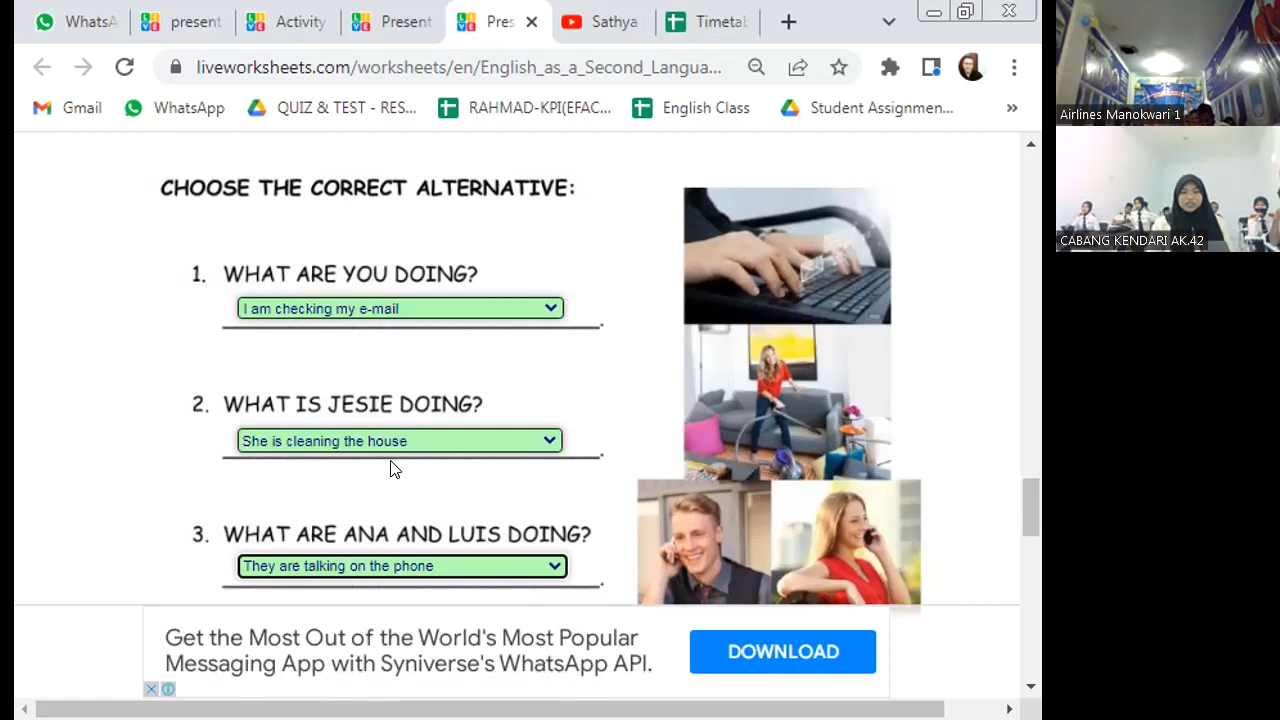 WhatsA
present
Activity
Present
Pres
Sathya
Timetab
liveworksheets.com/worksheets/en/English_as_a_Second_Langua...
Gmail
WhatsApp
QUIZ & TEST - RES...
RAHMAD-KPI(EFAC...
English Class
Student Assignmen...
»
CHOOSE THE CORRECT ALTERNATIVE:
1. WHAT ARE YOU DOING?
I am checking my e-mail
2. WHAT IS JESIE DOING?
She is cleaning the house
3. WHAT ARE ANA AND LUIS DOING?
They are talking on the phone
Get the Most Out of the World's Most Popular
Messaging App with Syniverse's WhatsApp API.
DOWNLOAD
Airlines Manokwari 1
CABANG KENDARI AK.42